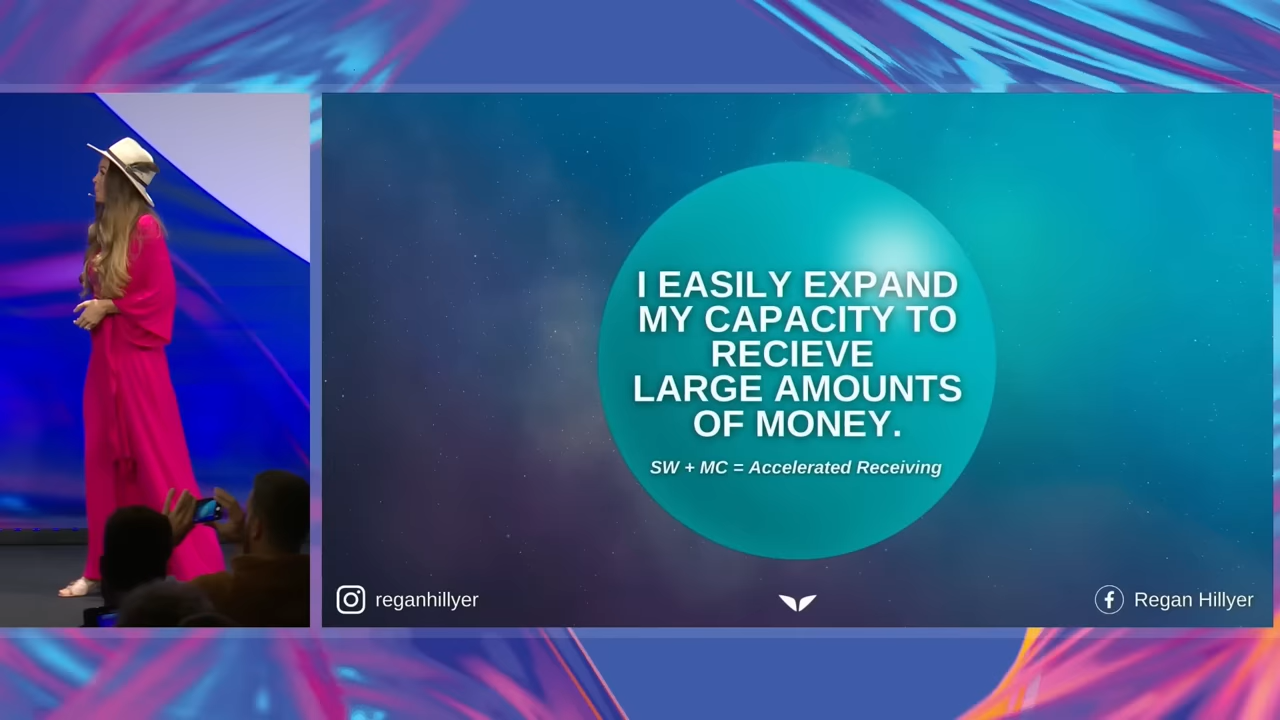 I EASILY EXPAND
MY CAPACITY TO
RECIEVE
LARGE AMOUNTS
OF MONEY.
SW + MC = Accelerated Receiving
reganhillyer
Regan Hillyer